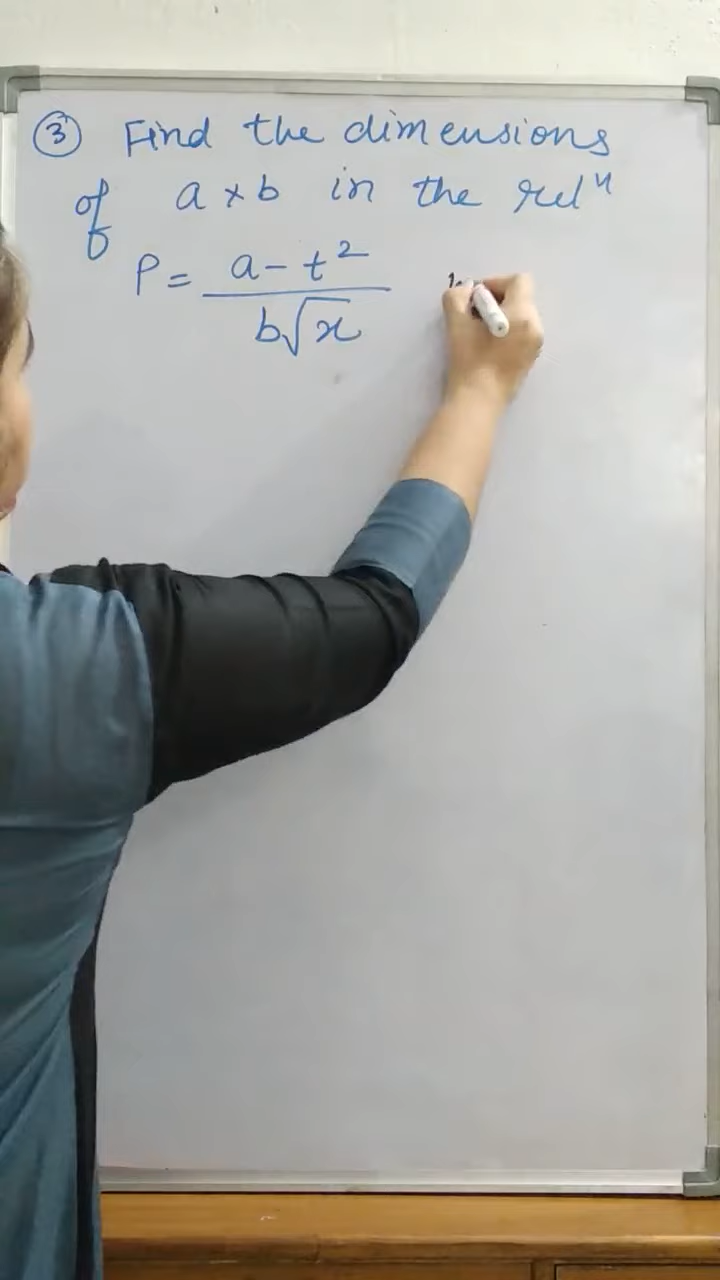 ③ Find the dimensions
of a × b in the relⁿ
P = a - t² / b√x